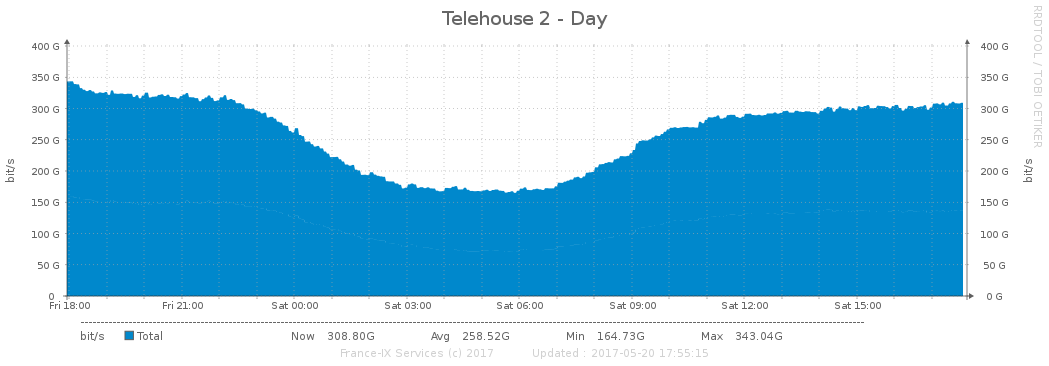 Telehouse 2 - Day
RRDTOOL / TOBI OETIKER
bit/s
400 G 400 G
350 G 350 G
300 G 300 G
250 G 250 G
200 G 200 G
150 G 150 G
100 G 100 G
50 G 50 G
0 0 G
bit/s
Fri 18:00 Fri 21:00 Sat 00:00 Sat 03:00 Sat 06:00 Sat 09:00 Sat 12:00 Sat 15:00
bit/s Total Now 308.80G Avg 258.52G Min 164.73G Max 343.04G
France-IX Services (c) 2017 Updated : 2017-05-20 17:55:15